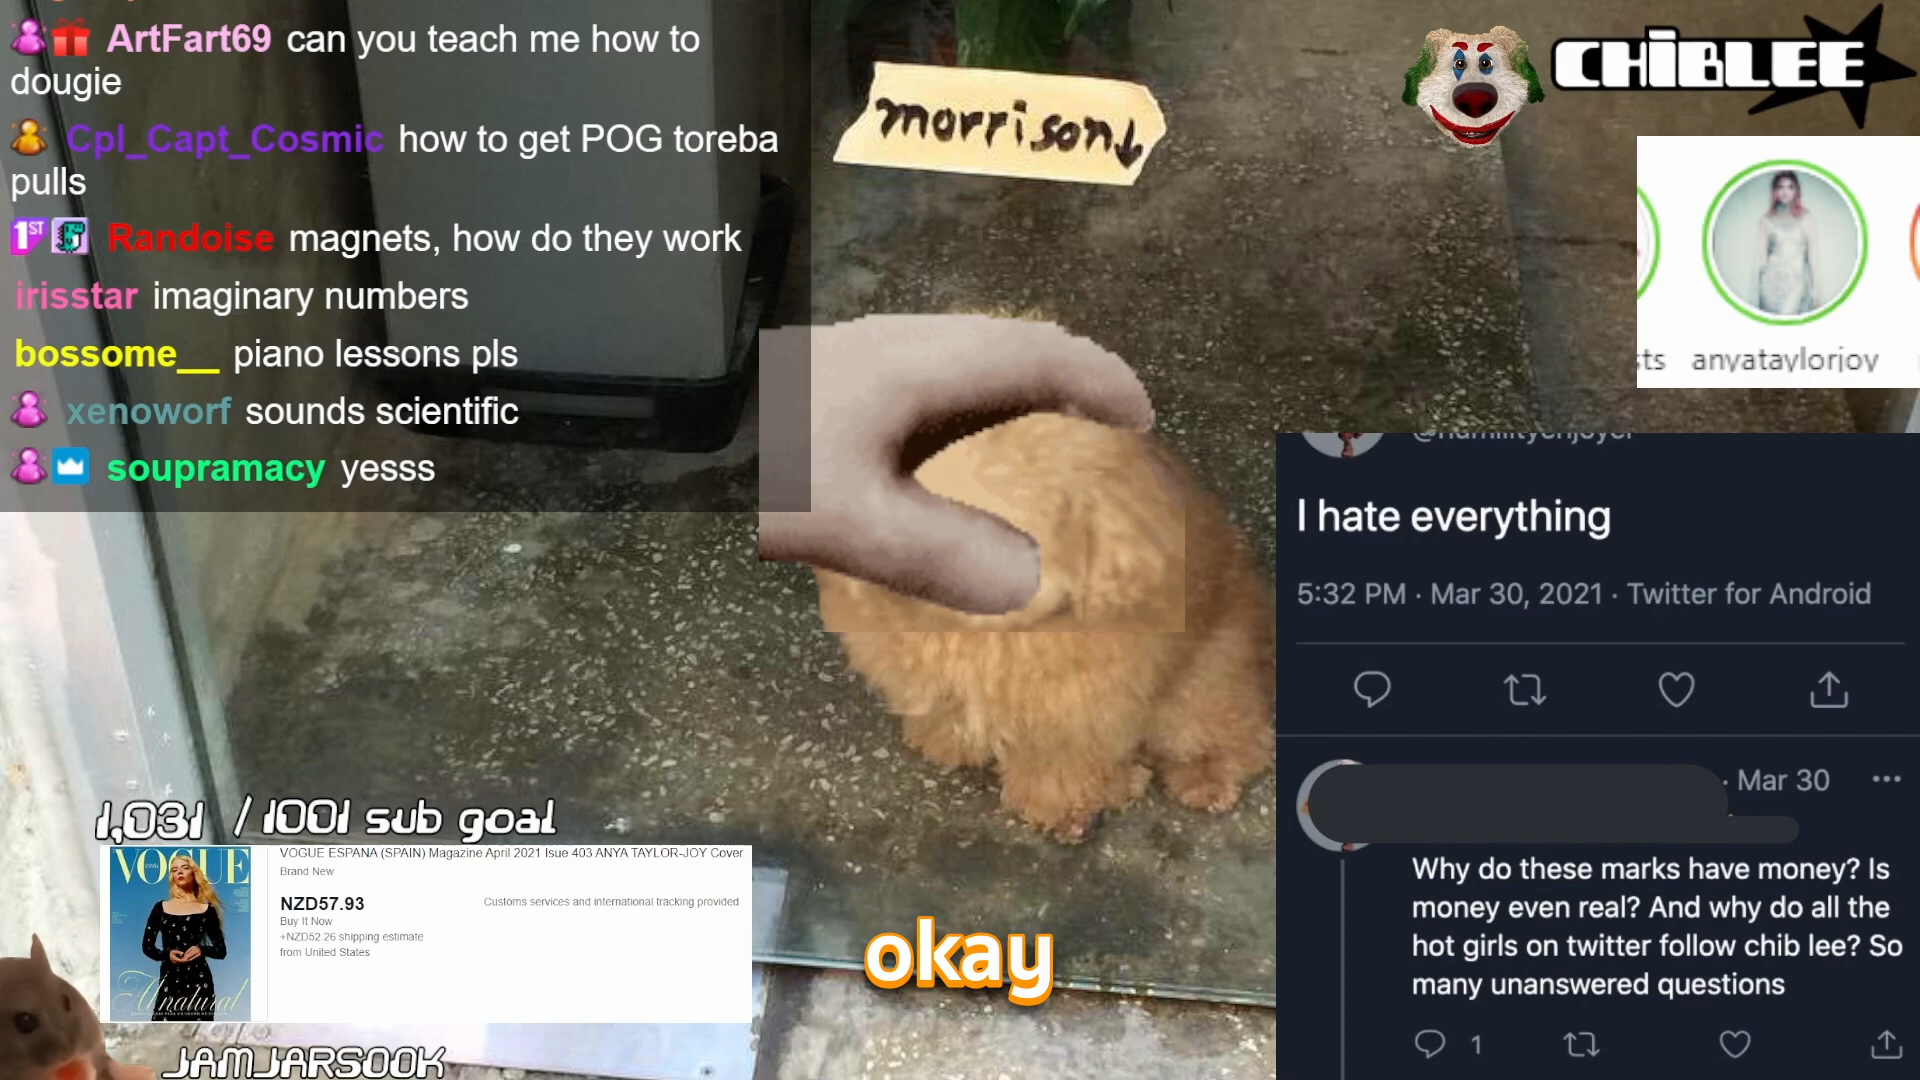 ArtFart69 can you teach me how to
dougie
Cpl_Capt_Cosmic how to get POG toreba
pulls
1ST Randoise magnets, how do they work
irisstar imaginary numbers
bossome__ piano lessons pls
xenoworf sounds scientific
soupramacy yesss
morrison↓
CHIBLEE
sts anyataylorjoy
I hate everything
5:32 PM · Mar 30, 2021 · Twitter for Android
· Mar 30 ···
Why do these marks have money? Is
money even real? And why do all the
hot girls on twitter follow chib lee? So
many unanswered questions
1
1,031 / 1001 sub goal
VOGUE
VOGUE ESPANA (SPAIN) Magazine April 2021 Isue 403 ANYA TAYLOR-JOY Cover
Brand New
NZD57.93
Customs services and international tracking provided
Buy It Now
+NZD52.26 shipping estimate
from United States
Al natural
okay
JAMJARSOOK